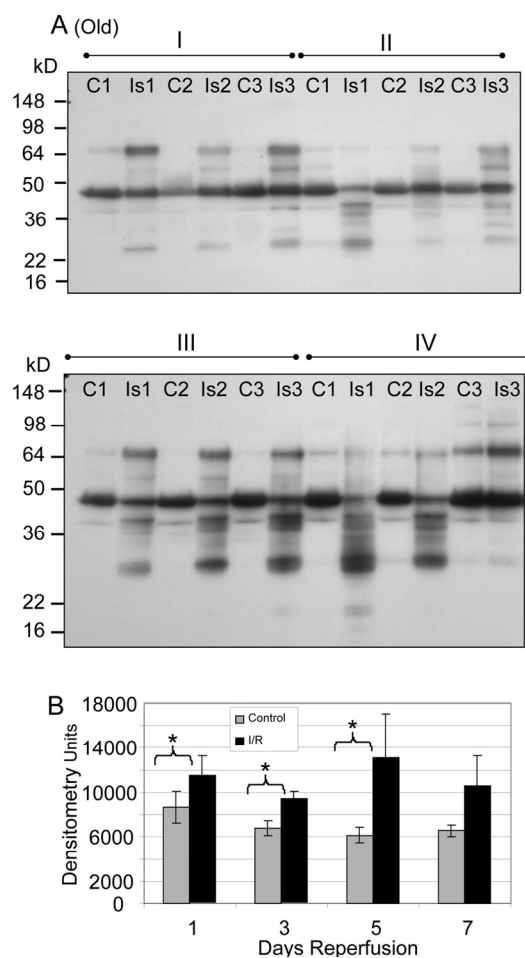 A (Old)
I II
kD
C1 Is1 C2 Is2 C3 Is3 C1 Is1 C2 Is2 C3 Is3
148
98
64
50
36
22
16
III IV
kD
C1 Is1 C2 Is2 C3 Is3 C1 Is1 C2 Is2 C3 Is3
148
98
64
50
36
22
16
B
18000
14000
10000
6000
2000
0
Densitometry Units
Control
I/R
* * *
1 3 5 7
Days Reperfusion